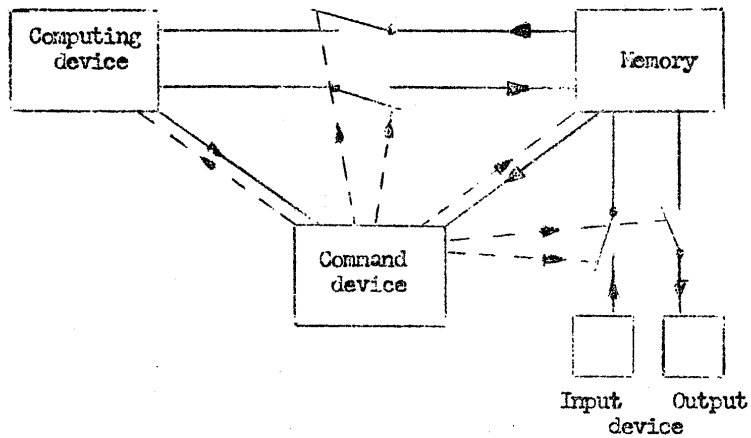 Computing
device
Memory
Command
device
Input Output
device